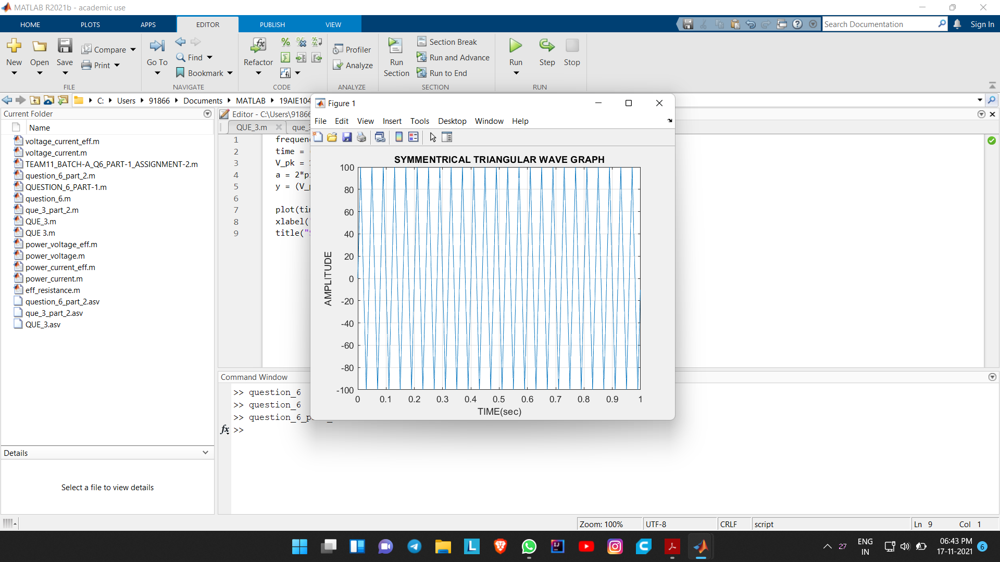 MATLAB R2021b - academic use
HOME PLOTS APPS EDITOR PUBLISH VIEW
Search Documentation
Sign In
New Open Save Compare Print
FILE
Go To Find Bookmark
NAVIGATE
Refactor
CODE
Profiler
Analyze
ANALYZE
Run Section
Section Break
Run and Advance
Run to End
SECTION
Run Step Stop
RUN
C: Users 91866 Documents MATLAB 19AIE104
Current Folder
Name
voltage_current_eff.m
voltage_current.m
TEAM11_BATCH-A_Q6_PART-1_ASSIGNMENT-2.m
question_6_part_2.m
QUESTION_6_PART-1.m
question_6.m
que_3_part_2.m
QUE_3.m
QUE 3.m
power_voltage_eff.m
power_voltage.m
power_current_eff.m
power_current.m
eff_resistance.m
question_6_part_2.asv
que_3_part_2.asv
QUE_3.asv
Details
Select a file to view details
Editor - C:\Users\91866
QUE_3.m
que_3
1 frequen
2 time =
3 V_pk =
4 a = 2*p
5 y = (V_
6
7 plot(ti
8 xlabel(
9 title("
Figure 1
File Edit View Insert Tools Desktop Window Help
SYMMENTRICAL TRIANGULAR WAVE GRAPH
100
80
60
40
20
0
-20
-40
-60
-80
-100
AMPLITUDE
0 0.1 0.2 0.3 0.4 0.5 0.6 0.7 0.8 0.9 1
TIME(sec)
Command Window
>> question_6
>> question_6
>> question_6_p
fx >>
Zoom: 100% UTF-8 CRLF script Ln 9 Col 1
27
ENG
IN
06:43 PM
17-11-2021
6